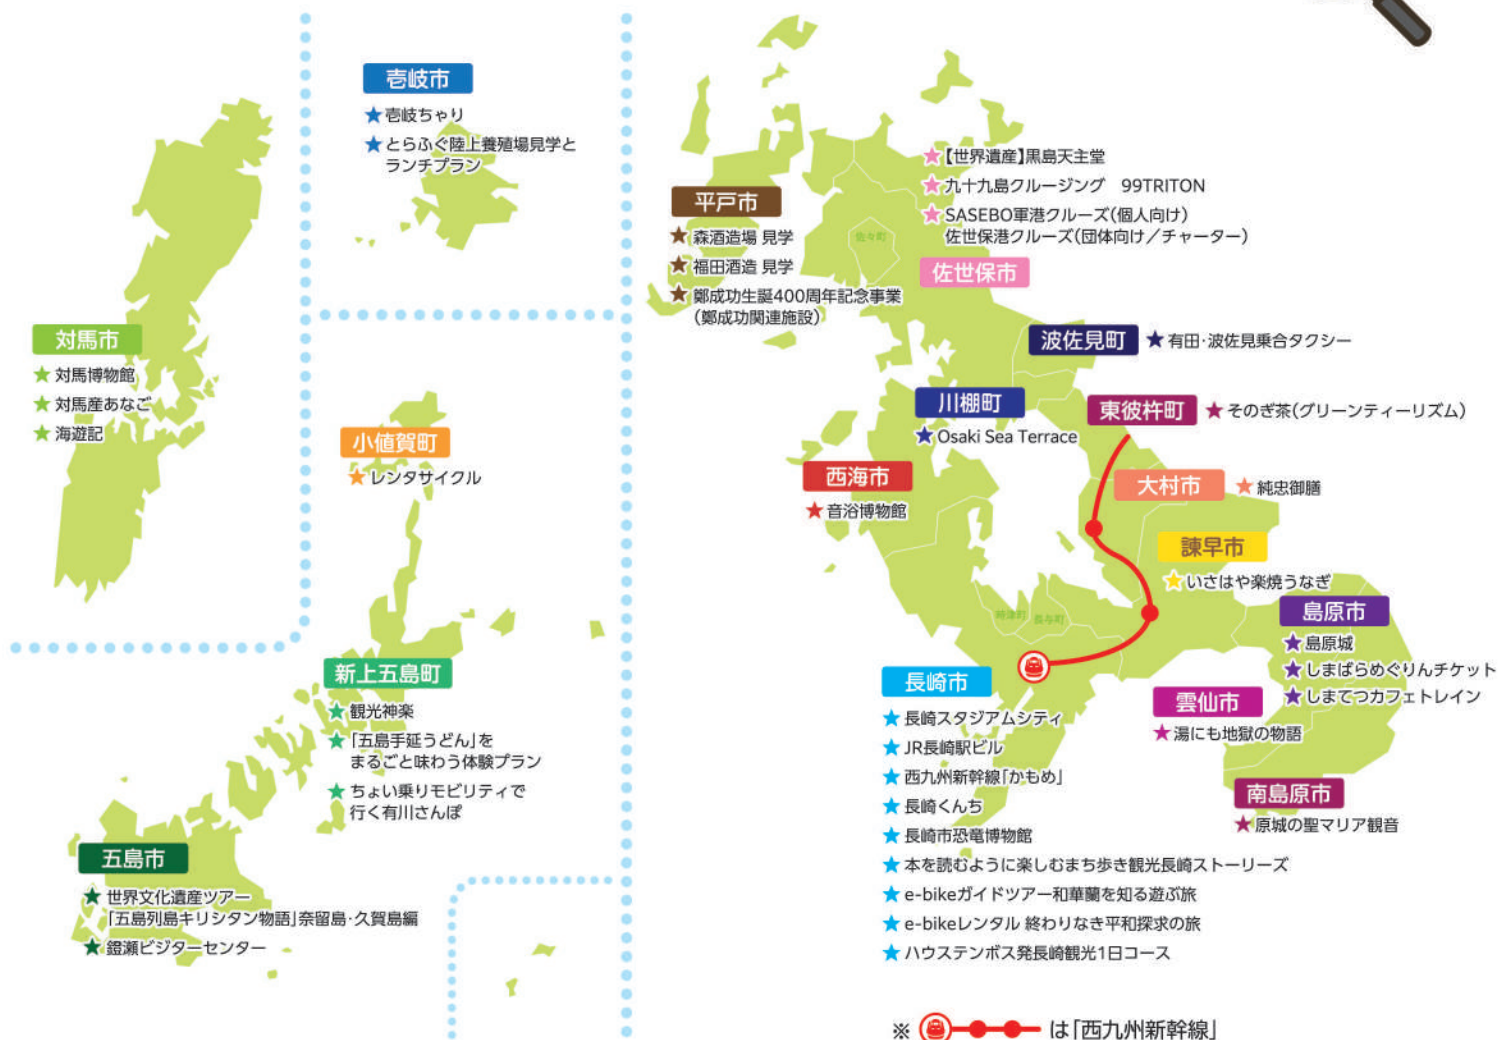 壱岐市
★壱岐ちゃり
★とらふぐ陸上養殖場見学と
ランチプラン
対馬市
★対馬博物館
★対馬産あなご
★海遊記
小値賀町
★レンタサイクル
新上五島町
★観光神楽
★「五島手延うどん」を
まるごと味わう体験プラン
★ちょい乗りモビリティで
行く有川さんぽ
五島市
★世界文化遺産ツアー
「五島列島キリシタン物語」奈留島・久賀島編
★鐙瀬ビジターセンター
平戸市
★森酒造場 見学
★福田酒造 見学
★鄭成功生誕400周年記念事業
（鄭成功関連施設）
佐々町
★【世界遺産】黒島天主堂
★九十九島クルージング　99TRITON
★SASEBO軍港クルーズ(個人向け)
佐世保港クルーズ(団体向け／チャーター)
佐世保市
波佐見町
★有田・波佐見乗合タクシー
川棚町
★Osaki Sea Terrace
東彼杵町
★そのぎ茶(グリーンティーリズム)
西海市
★音浴博物館
大村市
★純忠御膳
諫早市
★いさはや楽焼うなぎ
時津町
長与町
島原市
★島原城
★しまばらめぐりんチケット
★しまてつカフェトレイン
雲仙市
★湯にも地獄の物語
南島原市
★原城の聖マリア観音
長崎市
★長崎スタジアムシティ
★JR長崎駅ビル
★西九州新幹線「かもめ」
★長崎くんち
★長崎市恐竜博物館
★本を読むように楽しむまち歩き観光長崎ストーリーズ
★e-bikeガイドツアー和華蘭を知る遊ぶ旅
★e-bikeレンタル 終わりなき平和探求の旅
★ハウステンボス発長崎観光1日コース
※ は「西九州新幹線」